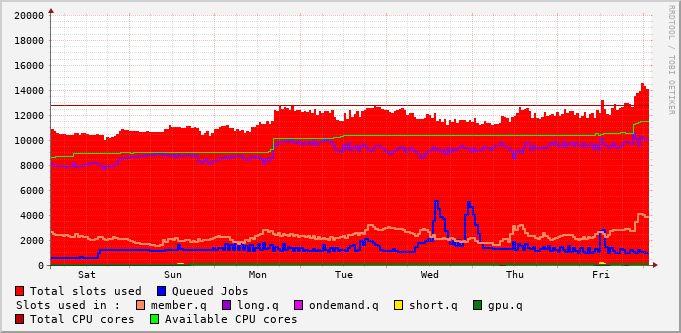 RRDTOOL / TOBI OETIKER
20000
18000
16000
14000
12000
10000
8000
6000
4000
2000
0
Sat Sun Mon Tue Wed Thu Fri
Total slots used Queued Jobs
Slots used in : member.q long.q ondemand.q short.q gpu.q
Total CPU cores Available CPU cores